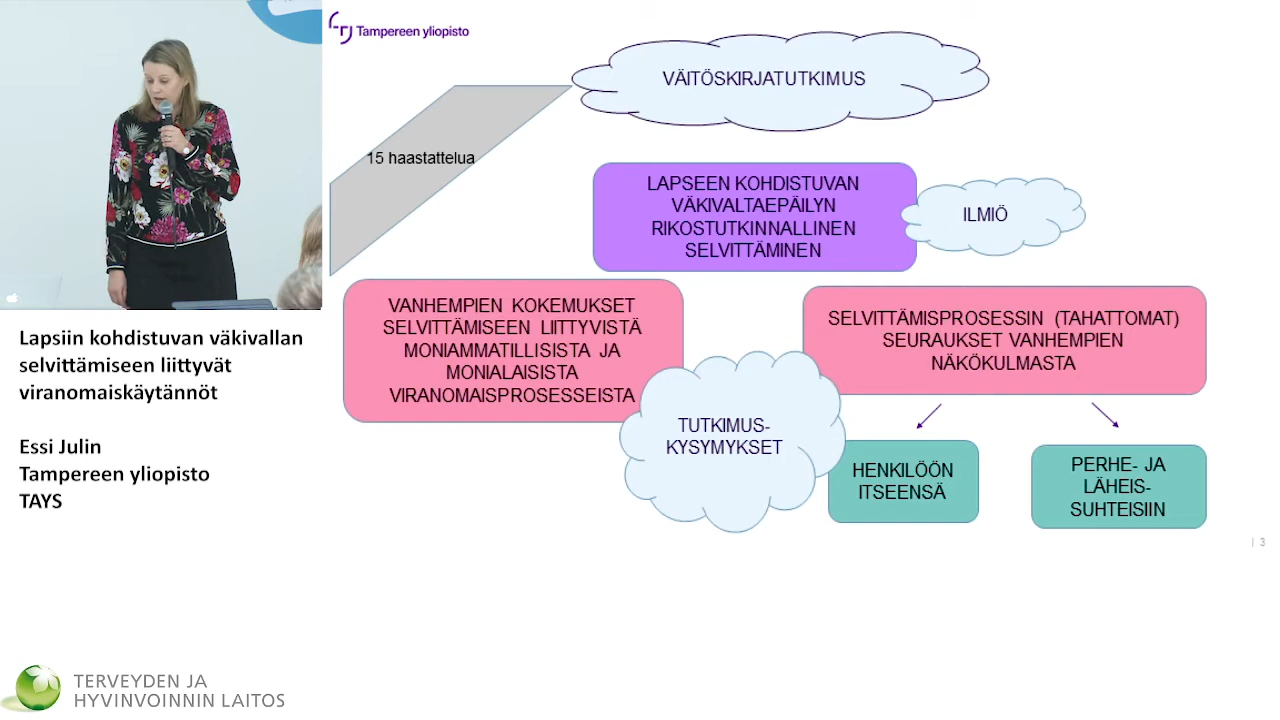 Tampereen yliopisto
VÄITÖSKIRJATUTKIMUS
15 haastattelua
LAPSEEN KOHDISTUVAN
VÄKIVALTAEPÄILYN
RIKOSTUTKINNALLINEN
SELVITTÄMINEN
ILMIÖ
VANHEMPIEN KOKEMUKSET
SELVITTÄMISEEN LIITTYVISTÄ
MONIAMMATILLISISTA JA
MONIALAISISTA
VIRANOMAISPROSESSEISTA
SELVITTÄMISPROSESSIN (TAHATTOMAT)
SEURAUKSET VANHEMPIEN
NÄKÖKULMASTA
TUTKIMUS-
KYSYMYKSET
HENKILÖÖN
ITSEENSÄ
PERHE- JA
LÄHEIS-
SUHTEISIIN
| 3
Lapsiin kohdistuvan väkivallan
selvittämiseen liittyvät
viranomaiskäytännöt
Essi Julin
Tampereen yliopisto
TAYS
TERVEYDEN JA
HYVINVOINNIN LAITOS